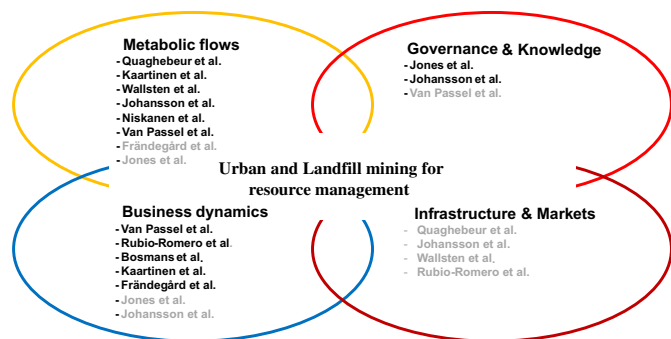 Metabolic flows
- Quaghebeur et al.
- Kaartinen et al.
- Wallsten et al.
- Johansson et al.
- Niskanen et al.
- Van Passel et al.
- Frändegård et al.
- Jones et al.
Governance & Knowledge
- Jones et al.
- Johansson et al.
- Van Passel et al.
Urban and Landfill mining for
resource management
Business dynamics
- Van Passel et al.
- Rubio-Romero et al.
- Bosmans et al.
- Kaartinen et al.
- Frändegård et al.
- Jones et al.
- Johansson et al.
Infrastructure & Markets
- Quaghebeur et al.
- Johansson et al.
- Wallsten et al.
- Rubio-Romero et al.